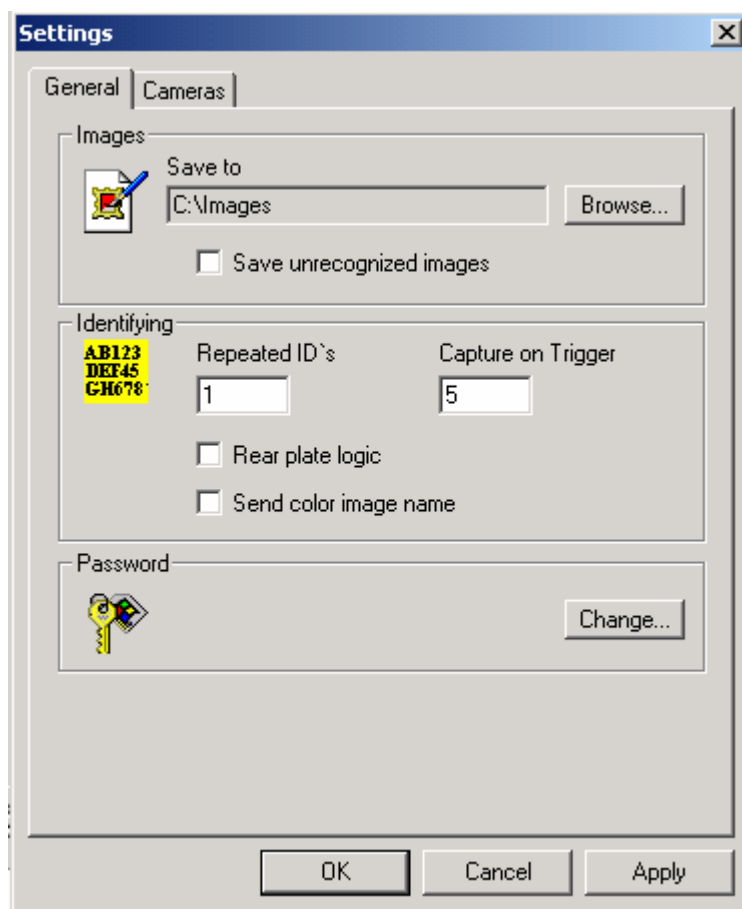 Settings
General Cameras
Images
Save to
C:\Images Browse...
Save unrecognized images
Identifying
AB123
DEF45
GH678
Repeated ID`s Capture on Trigger
1 5
Rear plate logic
Send color image name
Password
Change...
OK Cancel Apply